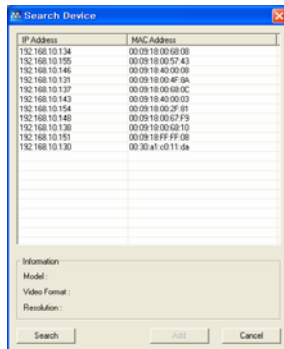 Search Device
IP Address MAC Address
192.168.10.134 00:09:18:00:68:08
192.168.10.155 00:09:18:00:57:43
192.168.10.146 00:09:18:40:00:08
192.168.10.131 00:09:18:00:4F:8A
192.168.10.137 00:09:18:00:68:0C
192.168.10.143 00:09:18:40:00:03
192.168.10.154 00:09:18:00:2F:81
192.168.10.148 00:09:18:00:67:F9
192.168.10.138 00:09:18:00:68:10
192.168.10.151 00:09:18:FF:FF:08
192.168.10.130 00:30:a1:c0:11:da
Information
Model :
Video Format :
Resolution :
Search Add Cancel